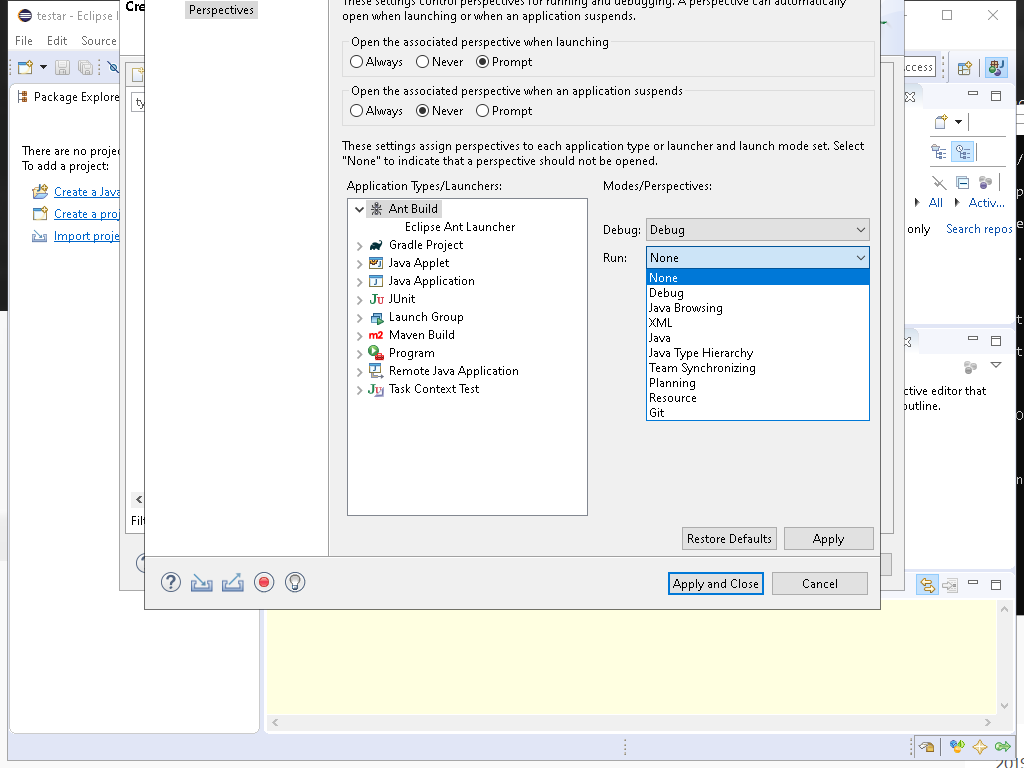 testar - Eclipse I
Cre
Perspectives
These settings control perspectives for running and debugging. A perspective can automatically
open when launching or when an application suspends.
File Edit Source
Open the associated perspective when launching
Always Never Prompt
ccess
Open the associated perspective when an application suspends
Always Never Prompt
Package Explore
ty
There are no projec
To add a project:
Create a Java
Create a proj
Import proje
These settings assign perspectives to each application type or launcher and launch mode set. Select
"None" to indicate that a perspective should not be opened.
Application Types/Launchers:
Modes/Perspectives:
Ant Build
Eclipse Ant Launcher
Gradle Project
Java Applet
Java Application
JUnit
Launch Group
m2 Maven Build
Program
Remote Java Application
Task Context Test
Debug: Debug
Run: None
None
Debug
Java Browsing
XML
Java
Java Type Hierarchy
Team Synchronizing
Planning
Resource
Git
All Activ...
only Search repos
ctive editor that
outline.
Filt
Restore Defaults Apply
Apply and Close Cancel
2019